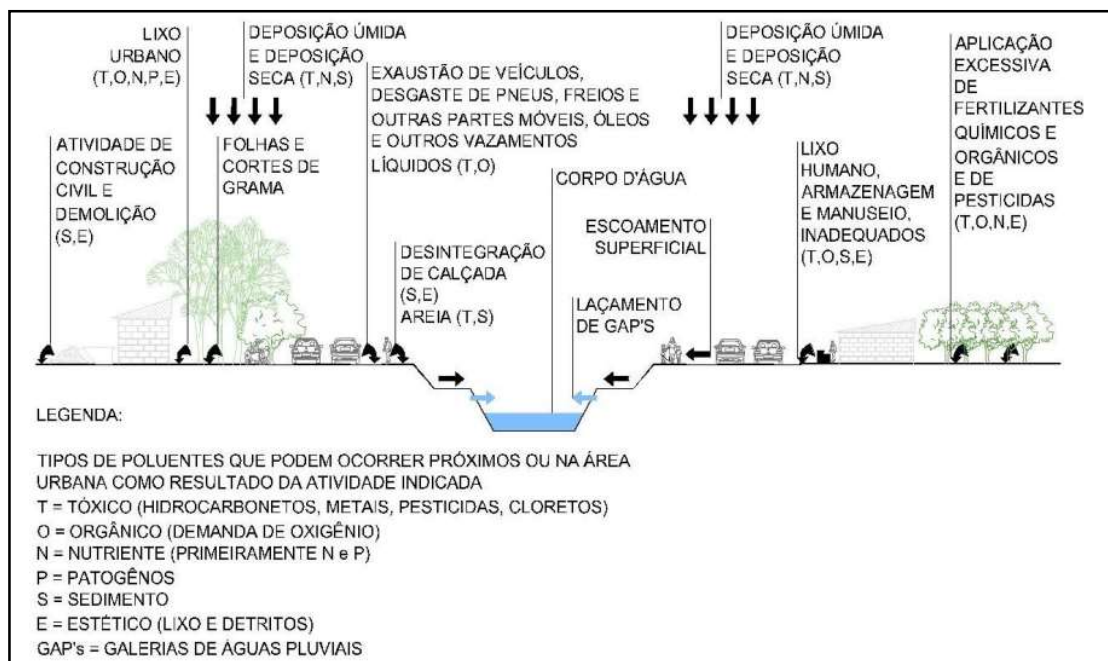 LIXO
URBANO
(T,O,N,P,E)
DEPOSIÇÃO ÚMIDA
E DEPOSIÇÃO
SECA (T,N,S)
DEPOSIÇÃO ÚMIDA
E DEPOSIÇÃO
SECA (T,N,S)
APLICAÇÃO
EXCESSIVA
DE
FERTILIZANTES
QUÍMICOS E
ORGÂNICOS
E DE
PESTICIDAS
(T,O,N,E)
EXAUSTÃO DE VEÍCULOS,
DESGASTE DE PNEUS, FREIOS E
OUTRAS PARTES MÓVEIS, ÓLEOS
E OUTROS VAZAMENTOS
LÍQUIDOS (T,O)
ATIVIDADE DE
CONSTRUÇÃO
CIVIL E
DEMOLIÇÃO
(S,E)
FOLHAS E
CORTES DE
GRAMA
LIXO
HUMANO,
ARMAZENAGEM
E MANUSEIO,
INADEQUADOS
(T,O,S,E)
CORPO D'ÁGUA
ESCOAMENTO
SUPERFICIAL
DESINTEGRAÇÃO
DE CALÇADA
(S,E)
AREIA (T,S)
LAÇAMENTO
DE GAP'S
LEGENDA:
TIPOS DE POLUENTES QUE PODEM OCORRER PRÓXIMOS OU NA ÁREA
URBANA COMO RESULTADO DA ATIVIDADE INDICADA
T = TÓXICO (HIDROCARBONETOS, METAIS, PESTICIDAS, CLORETOS)
O = ORGÂNICO (DEMANDA DE OXIGÊNIO)
N = NUTRIENTE (PRIMEIRAMENTE N e P)
P = PATOGÊNOS
S = SEDIMENTO
E = ESTÉTICO (LIXO E DETRITOS)
GAP's = GALERIAS DE ÁGUAS PLUVIAIS